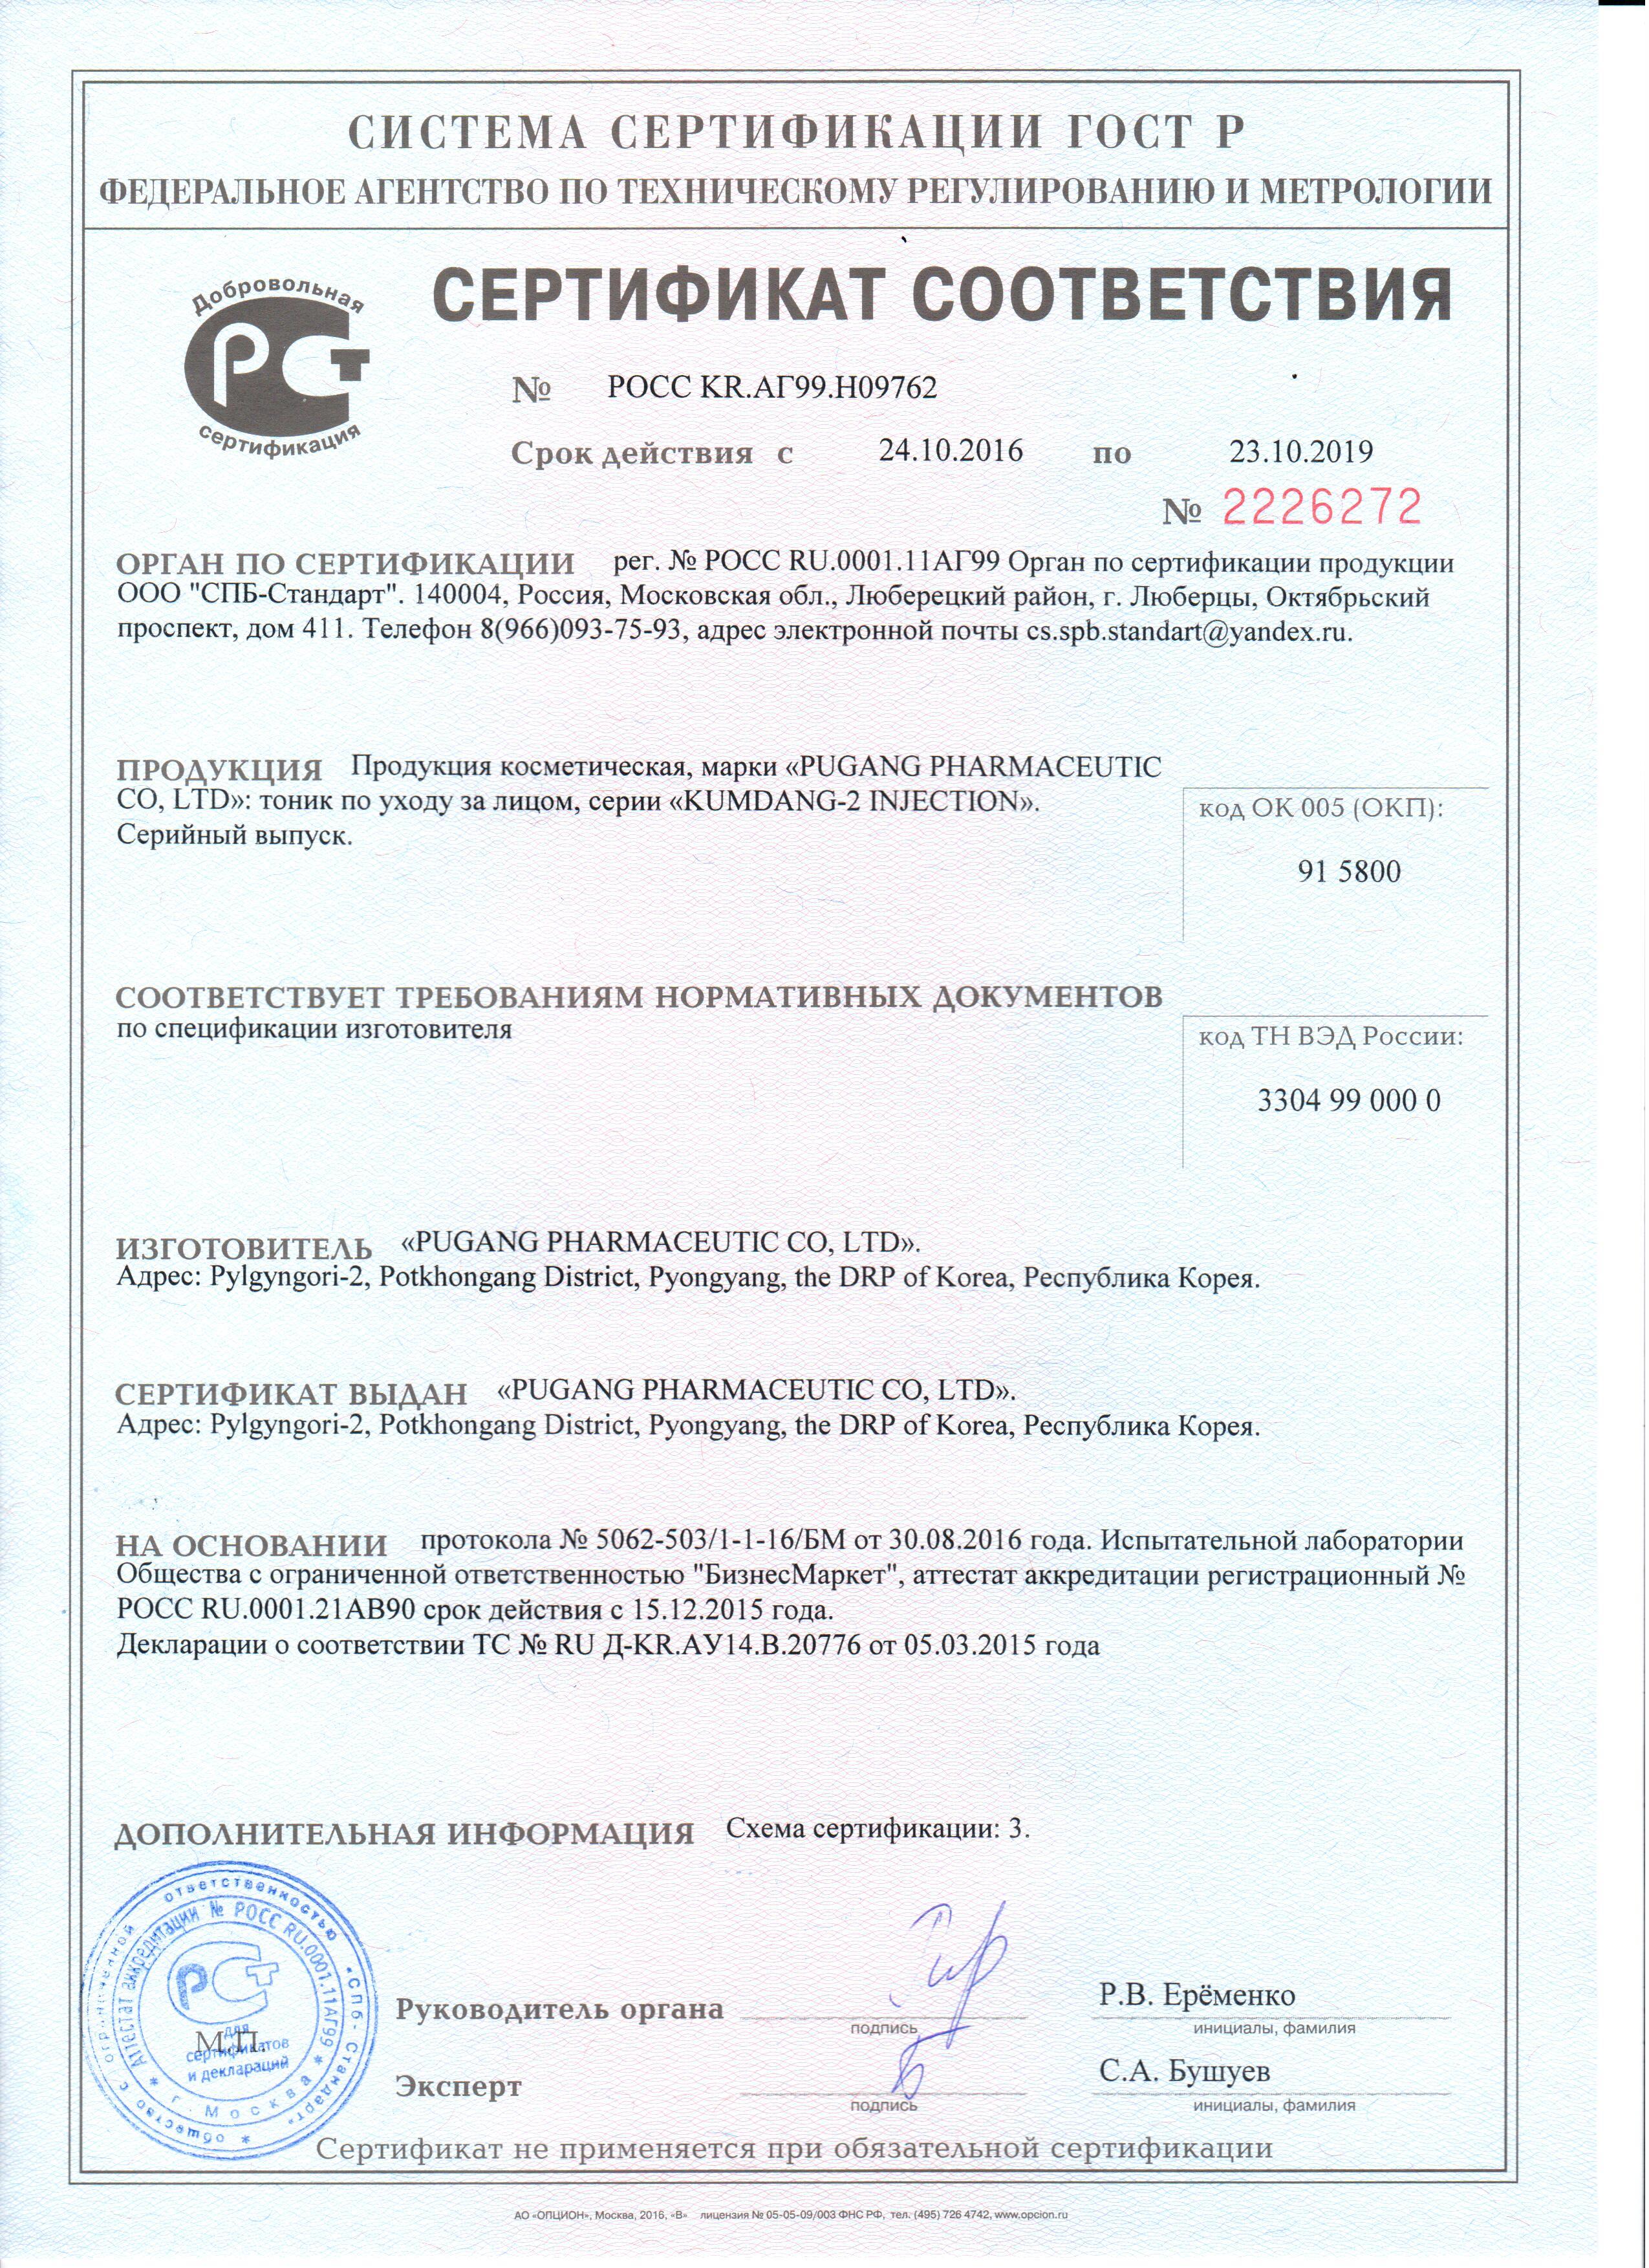 СИСТЕМА СЕРТИФИКАЦИИ ГОСТ Р
ФЕДЕРАЛЬНОЕ АГЕНТСТВО ПО ТЕХНИЧЕСКОМУ РЕГУЛИРОВАНИЮ И МЕТРОЛОГИИ
Добровольная
РСТ
сертификация
СЕРТИФИКАТ СООТВЕТСТВИЯ
№ РОСС KR.АГ99.Н09762
Срок действия с 24.10.2016 по 23.10.2019
№ 2226272
ОРГАН ПО СЕРТИФИКАЦИИ рег. № РОСС RU.0001.11АГ99 Орган по сертификации продукции
ООО "СПБ-Стандарт". 140004, Россия, Московская обл., Люберецкий район, г. Люберцы, Октябрьский
проспект, дом 411. Телефон 8(966)093-75-93, адрес электронной почты cs.spb.standart@yandex.ru.
ПРОДУКЦИЯ Продукция косметическая, марки «PUGANG PHARMACEUTIC
CO, LTD»: тоник по уходу за лицом, серии «KUMDANG-2 INJECTION».
Серийный выпуск.
код ОК 005 (ОКП):
91 5800
СООТВЕТСТВУЕТ ТРЕБОВАНИЯМ НОРМАТИВНЫХ ДОКУМЕНТОВ
по спецификации изготовителя
код ТН ВЭД России:
3304 99 000 0
ИЗГОТОВИТЕЛЬ «PUGANG PHARMACEUTIC CO, LTD».
Адрес: Pylgyngori-2, Potkhongang District, Pyongyang, the DRP of Korea, Республика Корея.
СЕРТИФИКАТ ВЫДАН «PUGANG PHARMACEUTIC CO, LTD».
Адрес: Pylgyngori-2, Potkhongang District, Pyongyang, the DRP of Korea, Республика Корея.
НА ОСНОВАНИИ протокола № 5062-503/1-1-16/БМ от 30.08.2016 года. Испытательной лаборатории
Общества с ограниченной ответственностью "БизнесМаркет", аттестат аккредитации регистрационный №
РОСС RU.0001.21АВ90 срок действия с 15.12.2015 года.
Декларации о соответствии ТС № RU Д-KR.АУ14.В.20776 от 05.03.2015 года
ДОПОЛНИТЕЛЬНАЯ ИНФОРМАЦИЯ Схема сертификации: 3.
общество с ограниченной ответственностью «СПб- Стандарт»
Аттестат аккредитации № РОСС RU.0001.11АГ99
г. Москва
РСТ
для
сертификатов
и деклараций
М.П.
Руководитель органа
подпись
Р.В. Ерёменко
инициалы, фамилия
Эксперт
подпись
С.А. Бушуев
инициалы, фамилия
Сертификат не применяется при обязательной сертификации
АО «ОПЦИОН», Москва, 2016, «В» лицензия № 05-05-09/003 ФНС РФ, тел. (495) 726 4742, www.opcion.ru